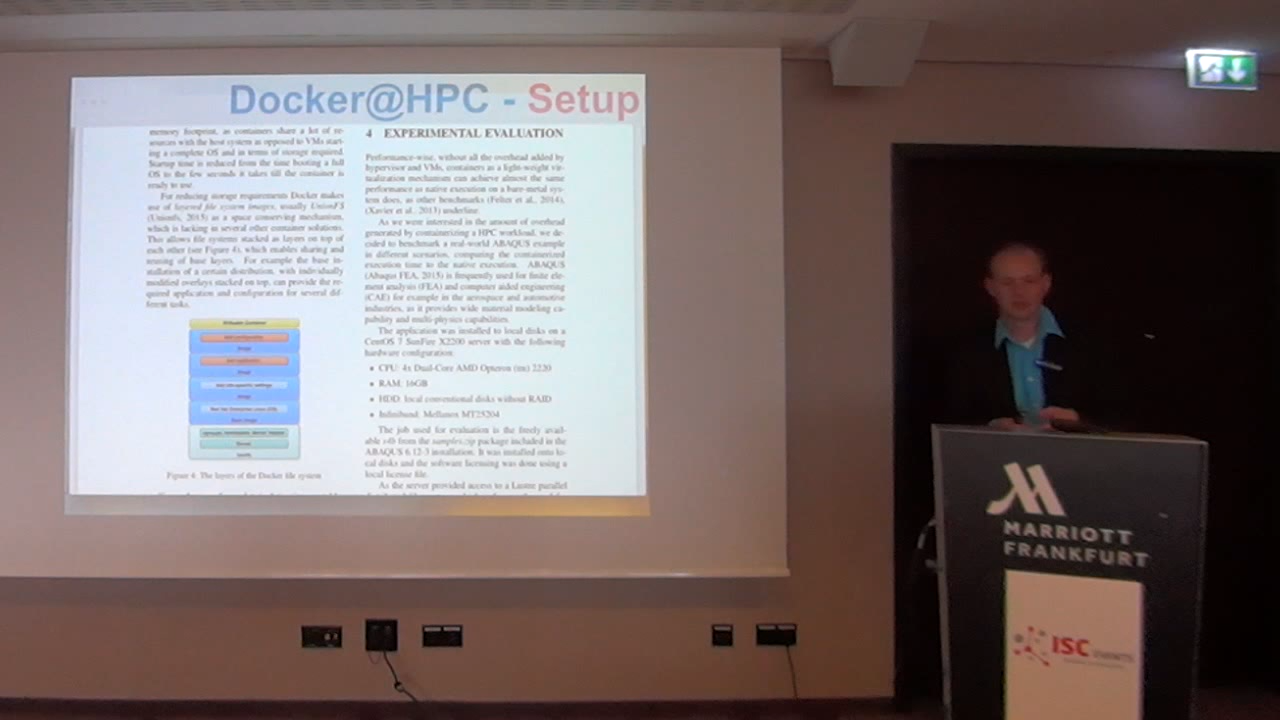 Docker@HPC - Setup
memory footprint, as containers share a lot of re-
sources with the host system as opposed to VMs start-
ing a complete OS and in terms of storage required.
Startup time is reduced from the time booting a full
OS to the few seconds it takes till the container is
ready to use.
For reducing storage requirements Docker makes
use of layered file system images, usually UnionFS
(Unionfs, 2015) as a space conserving mechanism,
which is lacking in several other container solutions.
This allows file systems stacked as layers on top of
each other (see Figure 4), which enables sharing and
reusing of base layers. For example the base in-
stallation of a certain distribution, with individually
modified overlays stacked on top, can provide the re-
quired application and configuration for several dif-
ferent tasks.
Figure 4: The layers of the Docker file system
4 EXPERIMENTAL EVALUATION
Performance-wise, without all the overhead added by
hypervisor and VMs, containers as a light-weight vir-
tualization mechanism can achieve almost the same
performance as native execution on a bare-metal sys-
tem does, as other benchmarks (Felter et al., 2014),
(Xavier et al., 2013) underline.
As we were interested in the amount of overhead
generated by containerizing a HPC workload, we de-
cided to benchmark a real-world ABAQUS example
in different scenarios, comparing the containerized
execution time to the native execution. ABAQUS
(Abaqus FEA, 2015) is frequently used for finite ele-
ment analysis (FEA) and computer aided engineering
(CAE) for example in the aerospace and automotive
industries, as it provides wide material modeling ca-
pability and multi-physics capabilities.
The application was installed to local disks on a
CentOS 7 SunFire X2200 server with the following
hardware configuration:
• CPU: 4x Dual-Core AMD Opteron (tm) 2220
• RAM: 16GB
• HDD: local conventional disks without RAID
• Infiniband: Mellanox MT25204
The job used for evaluation is the freely avail-
able s4b from the samples.zip package included in the
ABAQUS 6.12-3 installation. It was installed onto lo-
cal disks and the software licensing was done using a
local license file.
As the server provided access to a Lustre parallel
MARRIOTT
FRANKFURT
ISC EVENTS